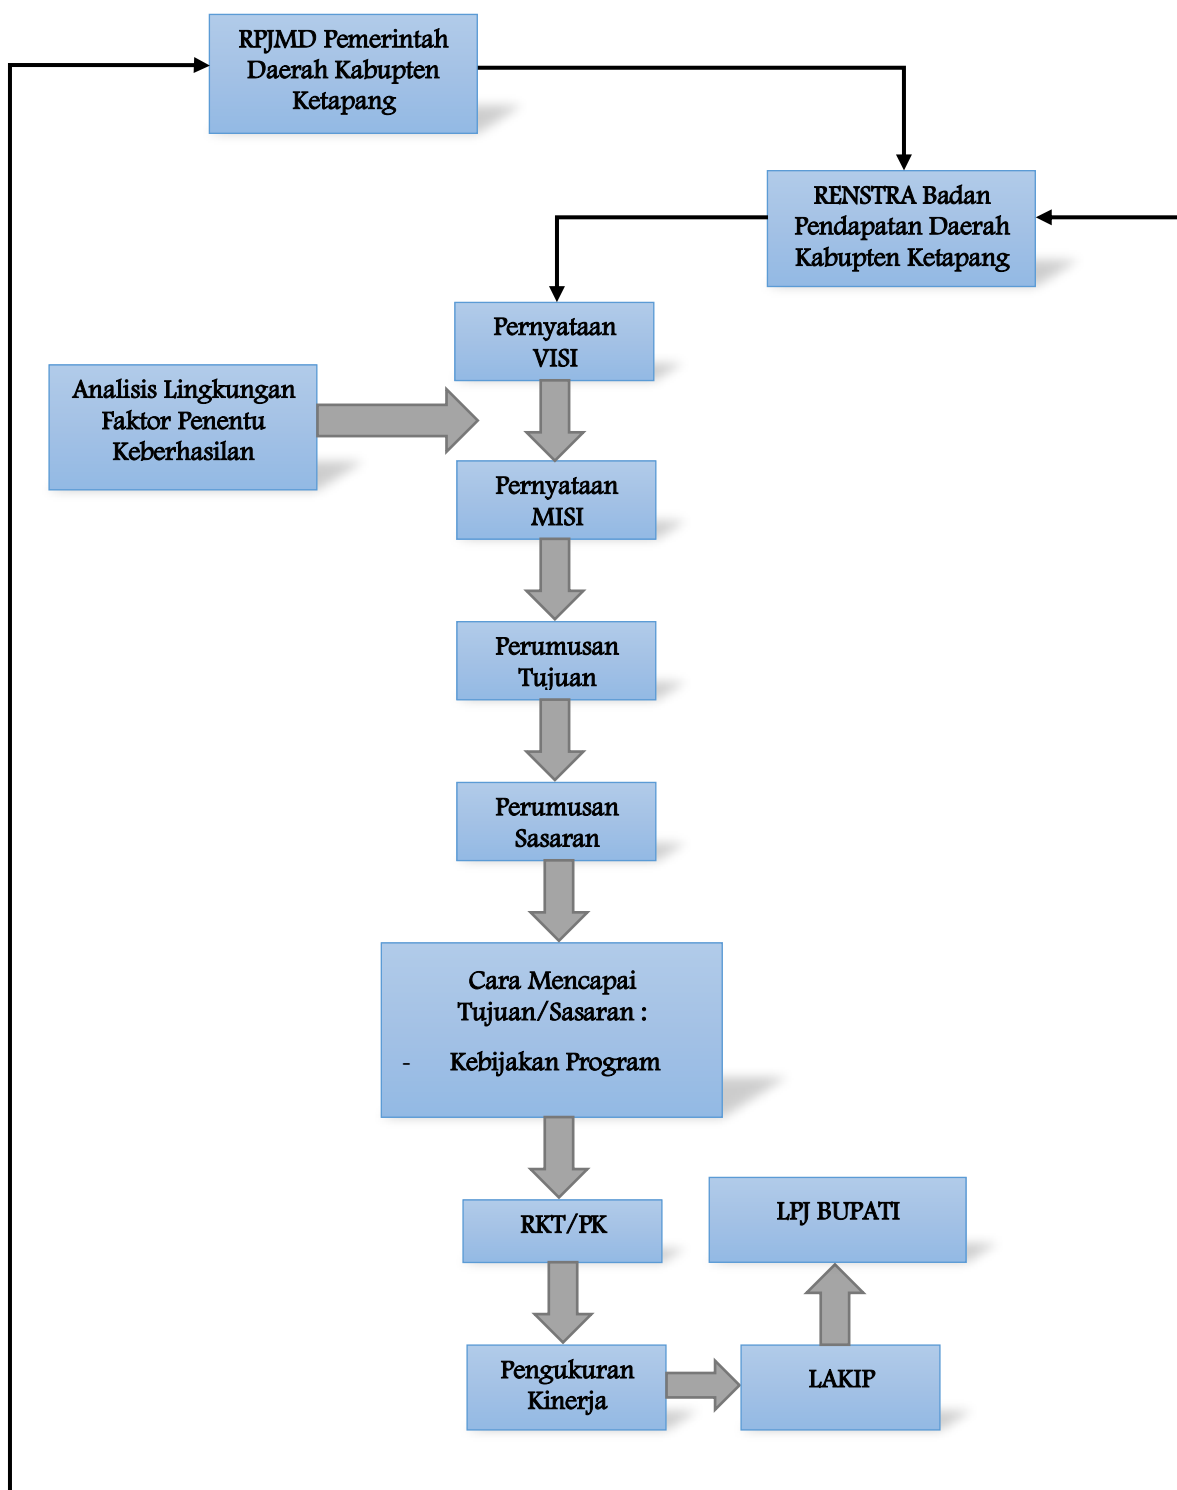 RPJMD Pemerintah
Daerah Kabupten
Ketapang
RENSTRA Badan
Pendapatan Daerah
Kabupten Ketapang
Pernyataan
VISI
Analisis Lingkungan
Faktor Penentu
Keberhasilan
Pernyataan
MISI
Perumusan
Tujuan
Perumusan
Sasaran
Cara Mencapai
Tujuan/Sasaran :
- Kebijakan Program
RKT/PK
LPJ BUPATI
Pengukuran
Kinerja
LAKIP